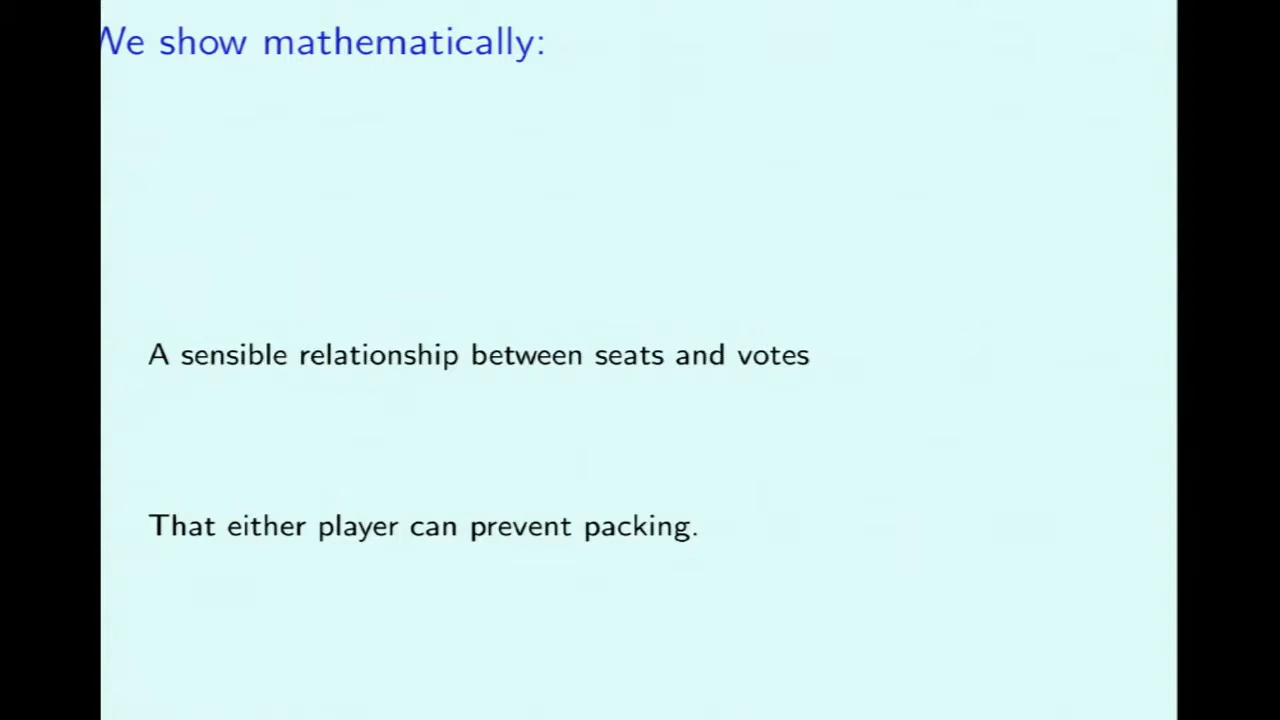 We show mathematically:
A sensible relationship between seats and votes
That either player can prevent packing.